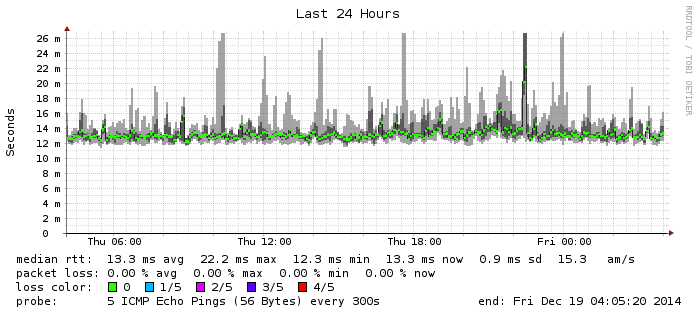 Last 24 Hours
RRDTOOL / TOBI OETIKER
Seconds
26 m
24 m
22 m
20 m
18 m
16 m
14 m
12 m
10 m
8 m
6 m
4 m
2 m
0
Thu 06:00 Thu 12:00 Thu 18:00 Fri 00:00
median rtt: 13.3 ms avg 22.2 ms max 12.3 ms min 13.3 ms now 0.9 ms sd 15.3 am/s
packet loss: 0.00 % avg 0.00 % max 0.00 % min 0.00 % now
loss color: 0 1/5 2/5 3/5 4/5
probe: 5 ICMP Echo Pings (56 Bytes) every 300s end: Fri Dec 19 04:05:20 2014